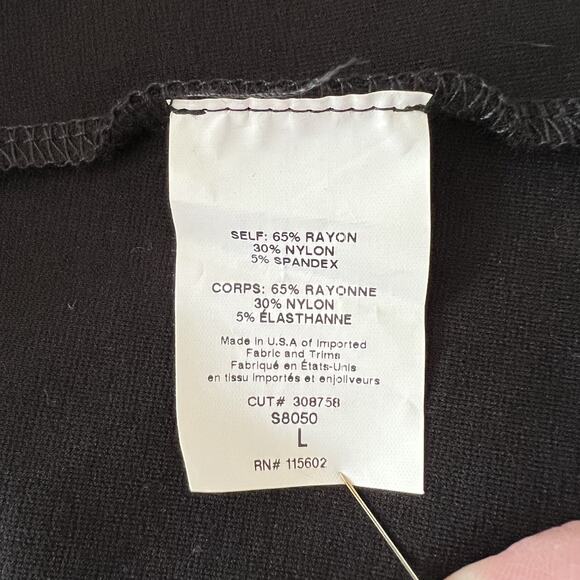 SELF: 65% RAYON
30% NYLON
5% SPANDEX
CORPS: 65% RAYONNE
30% NYLON
5% ÉLASTHANNE
Made in U.S.A of Imported
Fabric and Trims
Fabriqué en États-Unis
en tissu importés et enjoliveurs
CUT# 308758
S8050
L
RN# 115602